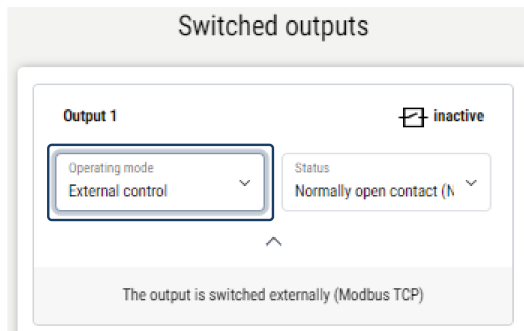 Switched outputs
Output 1 inactive
Operating mode Status
External control Normally open contact (N
The output is switched externally (Modbus TCP)